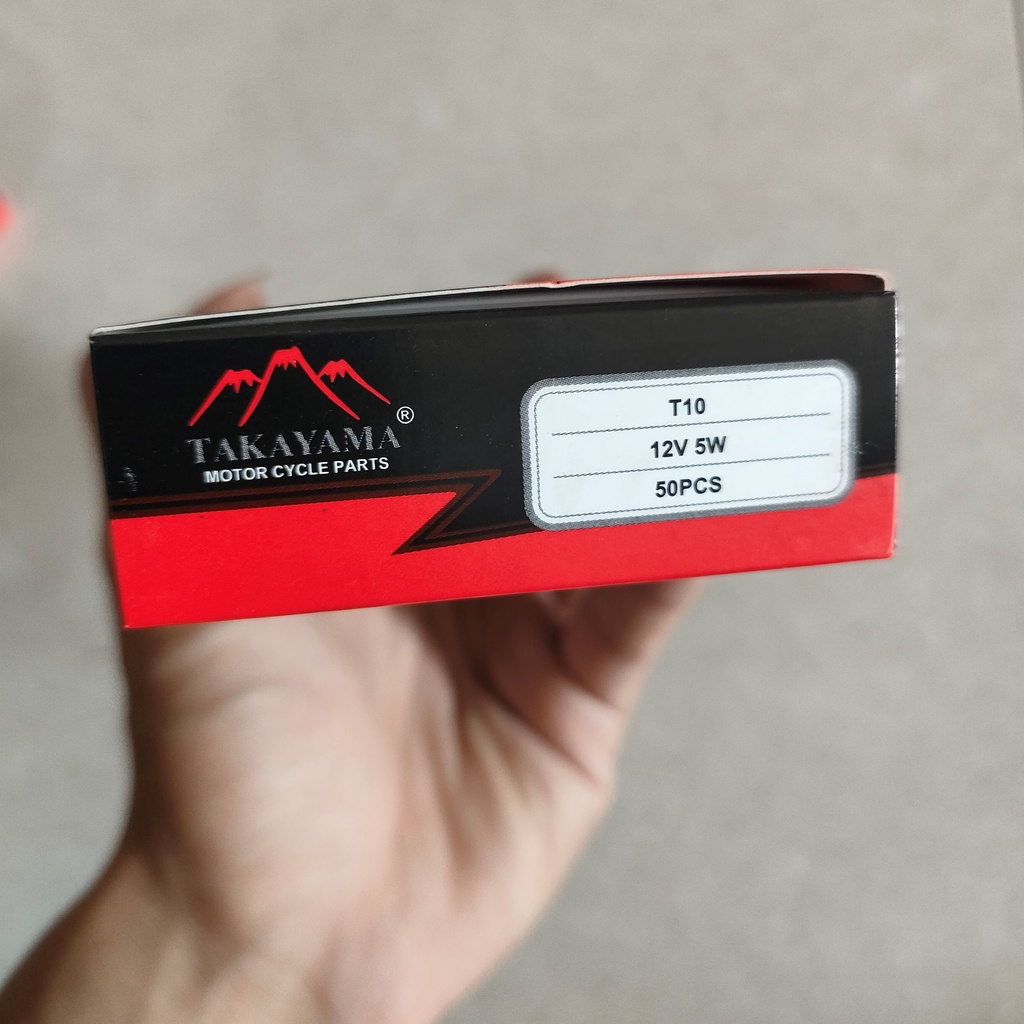 TAKAYAMA ®
MOTOR CYCLE PARTS
T10
12V 5W
50PCS